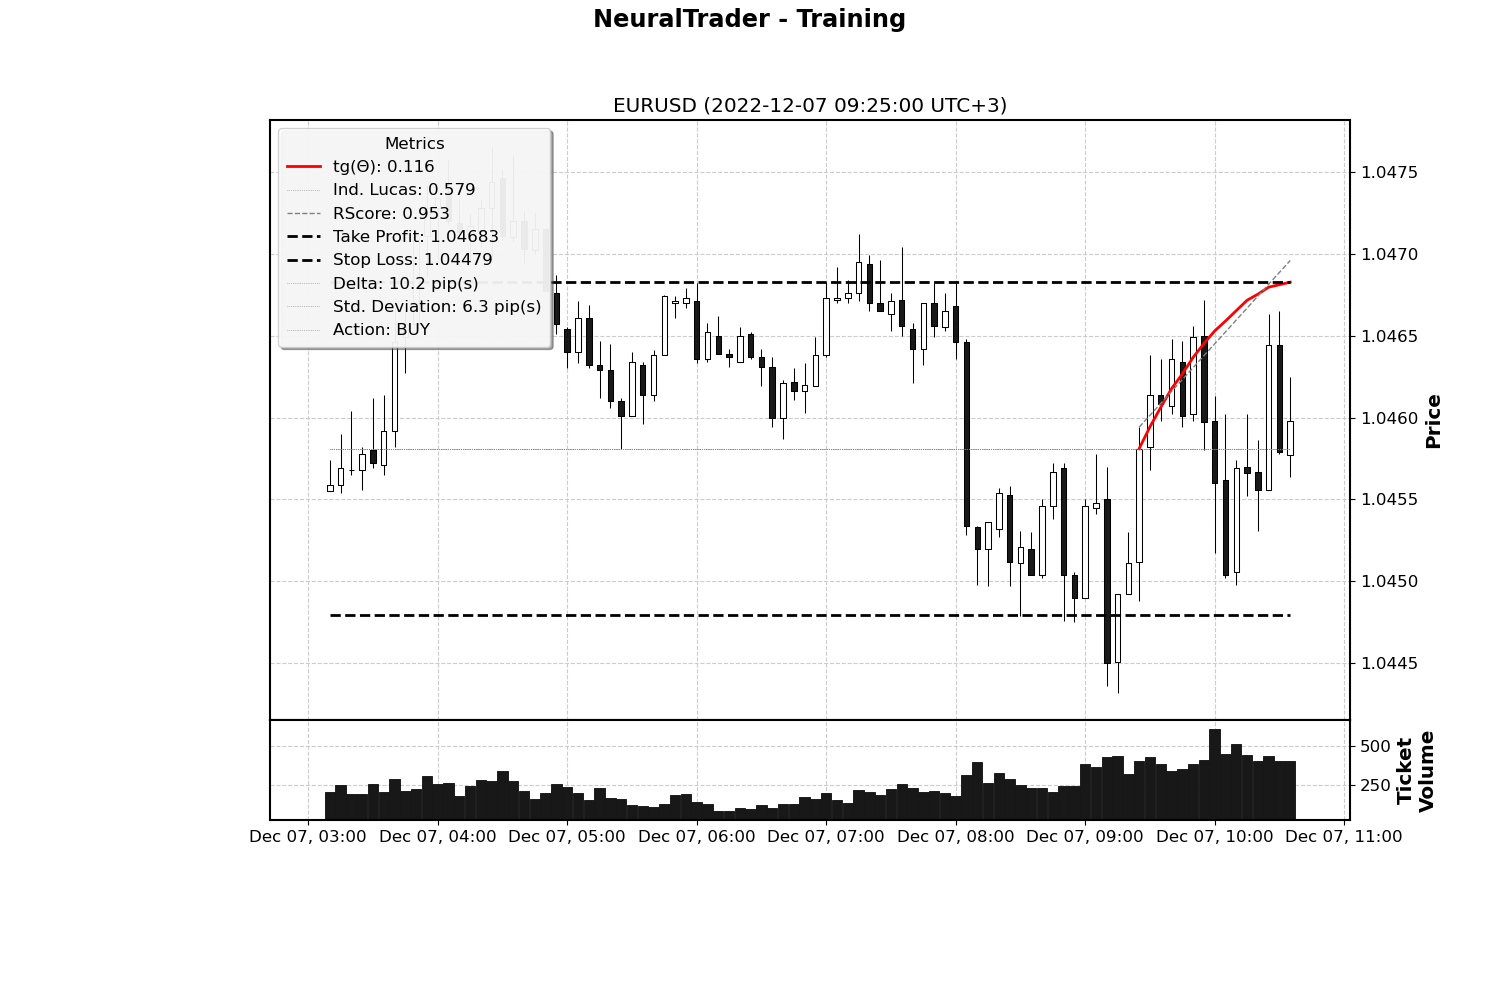 NeuralTrader - Training
EURUSD (2022-12-07 09:25:00 UTC+3)
Metrics
tg(Θ): 0.116
Ind. Lucas: 0.579
RScore: 0.953
Take Profit: 1.04683
Stop Loss: 1.04479
Delta: 10.2 pip(s)
Std. Deviation: 6.3 pip(s)
Action: BUY
1.0475
1.0470
1.0465
1.0460
1.0455
1.0450
1.0445
Price
500
250
Ticket
Volume
Dec 07, 03:00 Dec 07, 04:00 Dec 07, 05:00 Dec 07, 06:00 Dec 07, 07:00 Dec 07, 08:00 Dec 07, 09:00 Dec 07, 10:00 Dec 07, 11:00